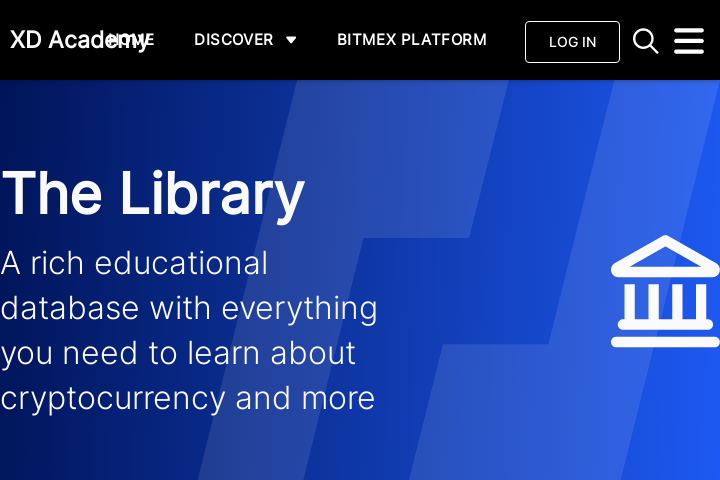 XD Academy
HOME
DISCOVER
BITMEX PLATFORM
LOG IN
The Library
A rich educational
database with everything
you need to learn about
cryptocurrency and more